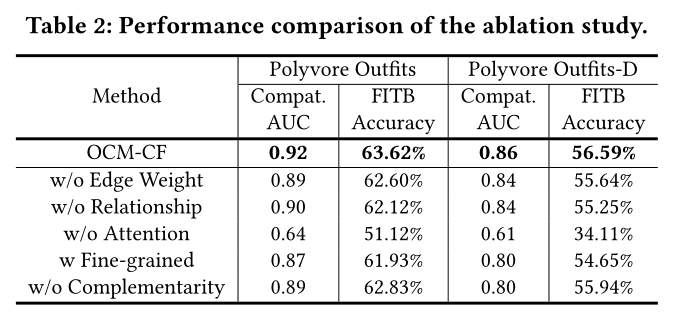 Table 2: Performance comparison of the ablation study.
Method Polyvore Outfits Polyvore Outfits-D
Compat. AUC FITB Accuracy Compat. AUC FITB Accuracy
OCM-CF 0.92 63.62% 0.86 56.59%
w/o Edge Weight 0.89 62.60% 0.84 55.64%
w/o Relationship 0.90 62.12% 0.84 55.25%
w/o Attention 0.64 51.12% 0.61 34.11%
w Fine-grained 0.87 61.93% 0.80 54.65%
w/o Complementarity 0.89 62.83% 0.80 55.94%